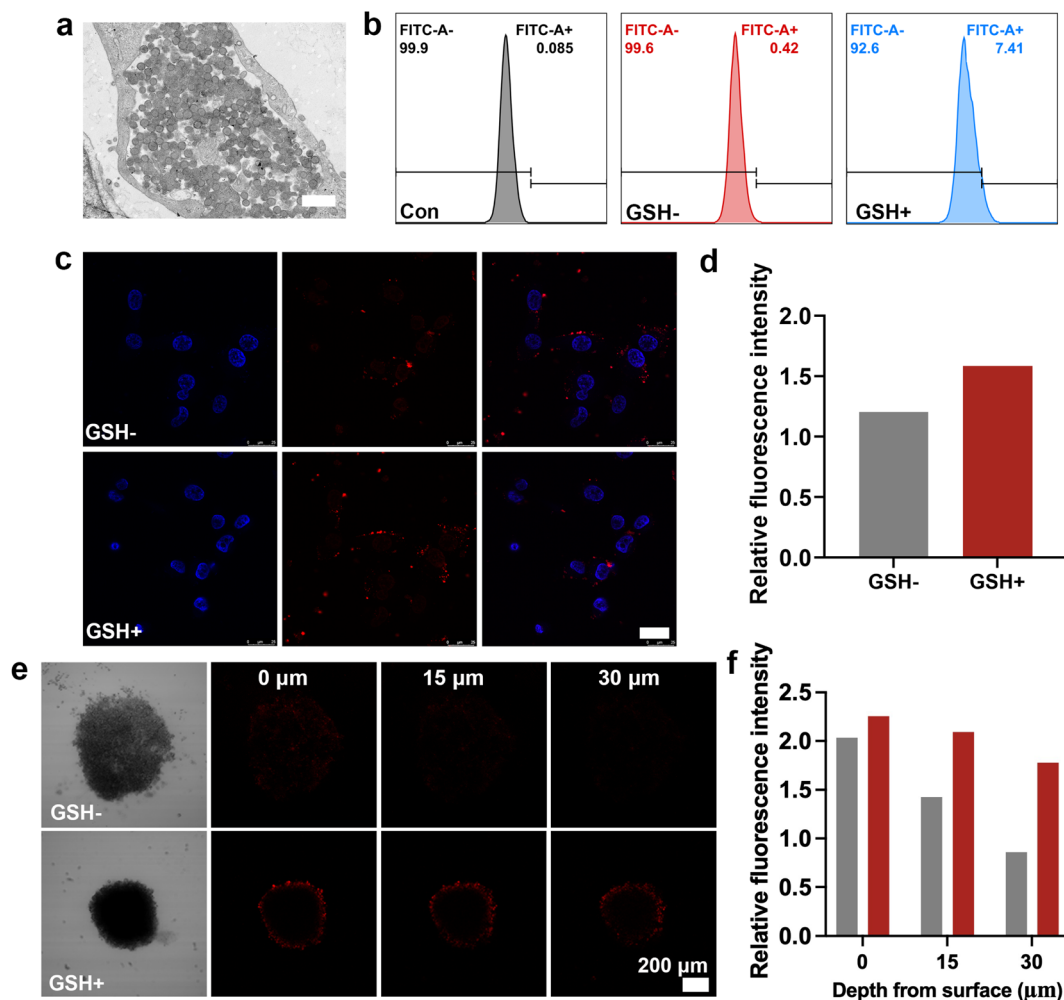 a
b
FITC-A- FITC-A+
99.9 0.085
Con
FITC-A- FITC-A+
99.6 0.42
GSH-
FITC-A- FITC-A+
92.6 7.41
GSH+
c
GSH-
GSH+
d
Relative fluorescence intensity
2.0
1.5
1.0
0.5
0.0
GSH- GSH+
e
0 μm 15 μm 30 μm
GSH-
GSH+
200 μm
f
Relative fluorescence intensity
2.5
2.0
1.5
1.0
0.5
0.0
0 15 30
Depth from surface (μm)